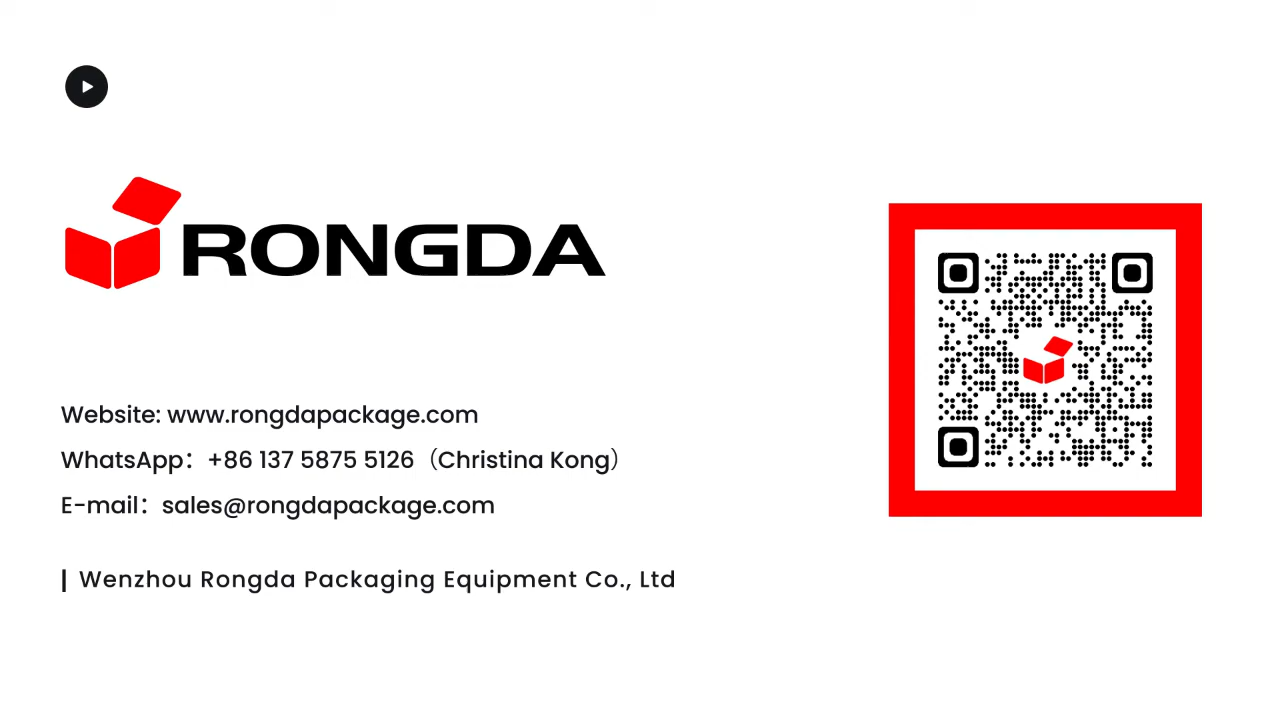 RONGDA
Website: www.rongdapackage.com
WhatsApp：+86 137 5875 5126（Christina Kong）
E-mail：sales@rongdapackage.com
| Wenzhou Rongda Packaging Equipment Co., Ltd